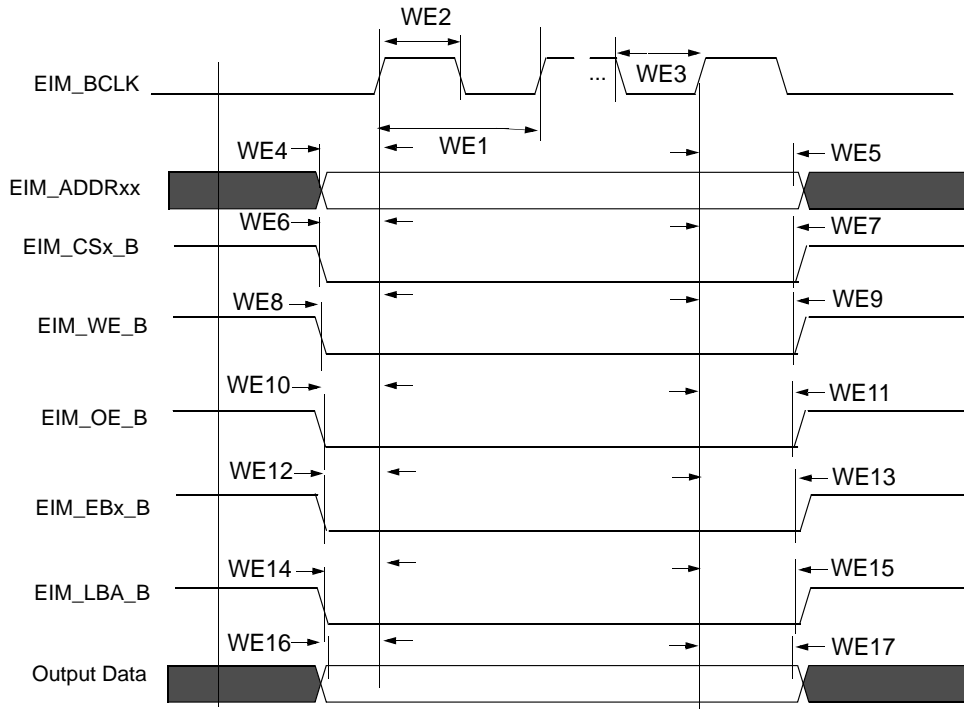 WE2
EIM_BCLK
...
WE3
WE4
WE1
WE5
EIM_ADDRxx
WE6
WE7
EIM_CSx_B
WE8
WE9
EIM_WE_B
WE10
WE11
EIM_OE_B
WE12
WE13
EIM_EBx_B
WE14
WE15
EIM_LBA_B
WE16
WE17
Output Data